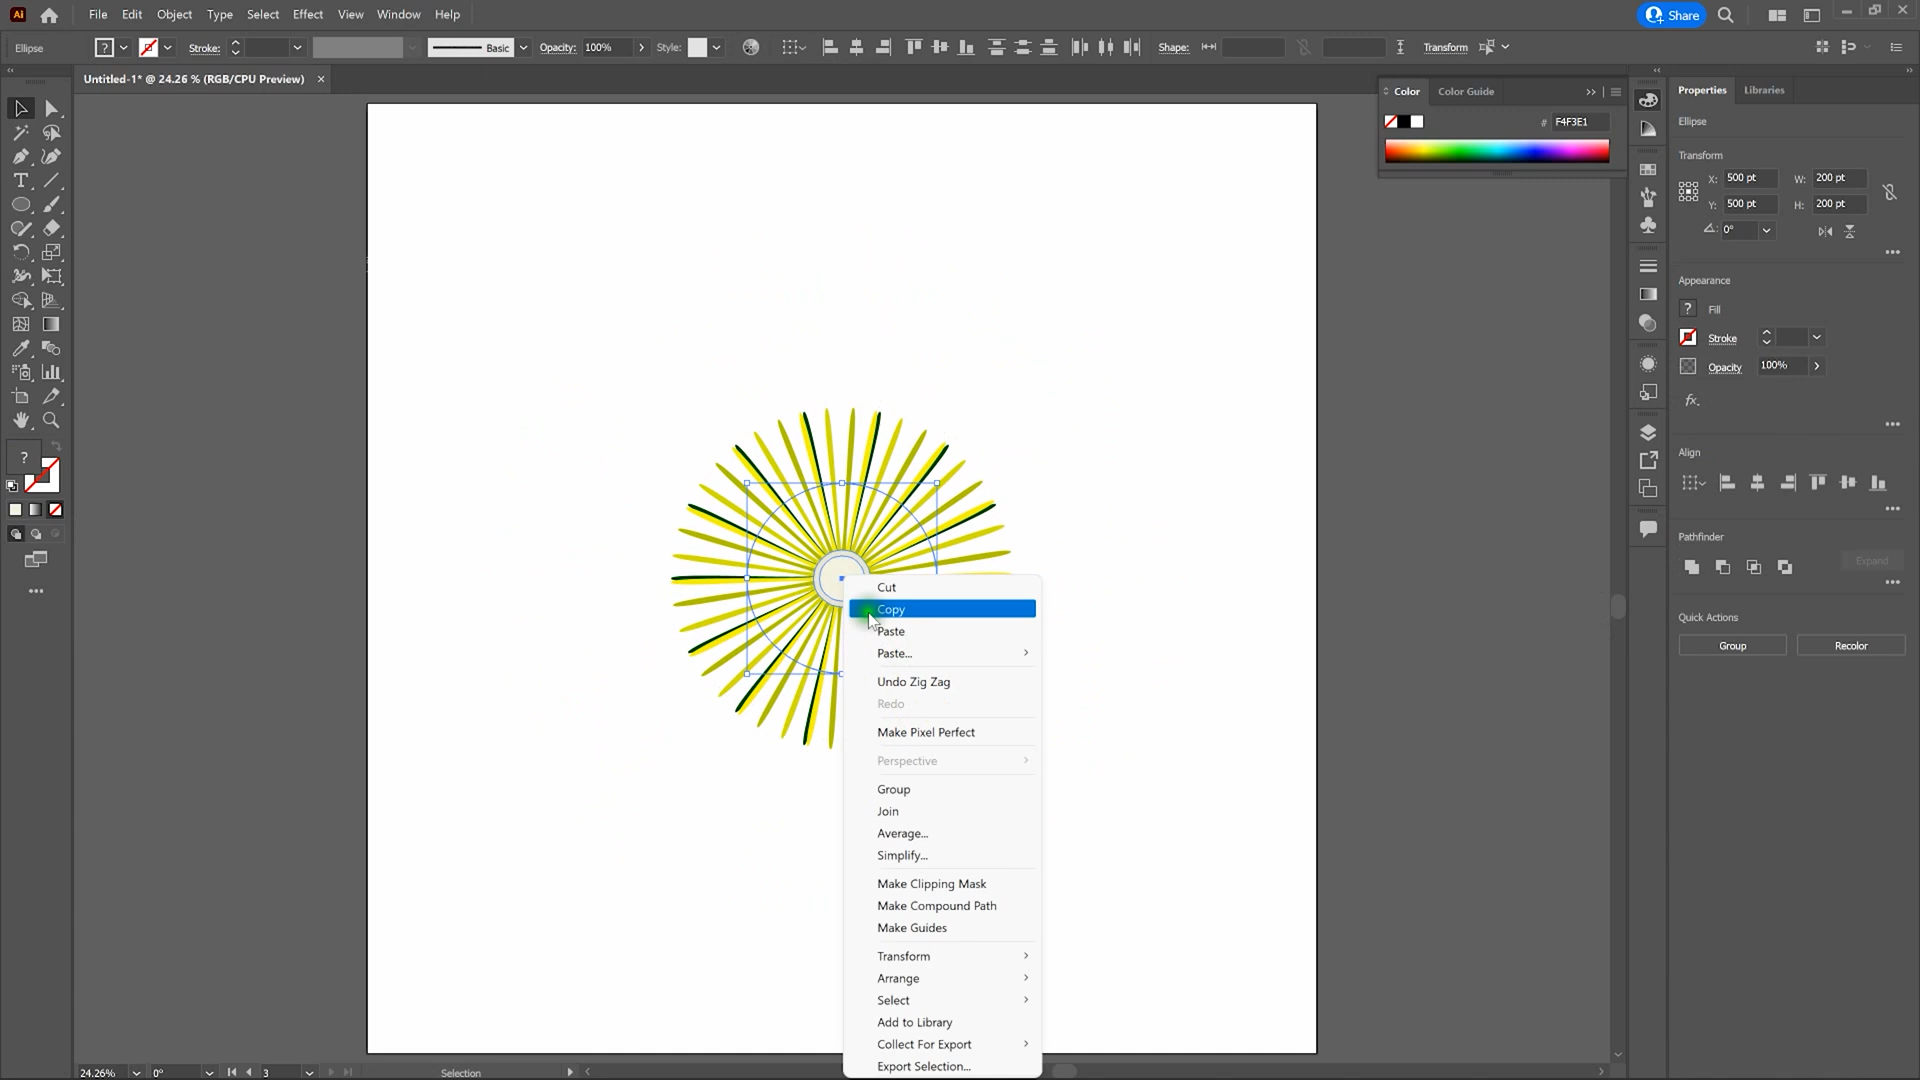 Ai File Edit Object Type Select Effect View Window Help Share
Ellipse ? Stroke: Basic Opacity: 100% Style: Shape: Transform
Untitled-1* @ 24.26 % (RGB/CPU Preview) ×
Color Color Guide
# F4F3E1
Properties Libraries
Ellipse
Transform
X: 500 pt W: 200 pt
Y: 500 pt H: 200 pt
0°
Appearance
? Fill
Stroke
Opacity 100%
fx
Align
Pathfinder
Expand
Quick Actions
Group Recolor
?
Cut
Copy
Paste
Paste...
Undo Zig Zag
Redo
Make Pixel Perfect
Perspective
Group
Join
Average...
Simplify...
Make Clipping Mask
Make Compound Path
Make Guides
Transform
Arrange
Select
Add to Library
Collect For Export
Export Selection...
24.26% 0° 3 Selection